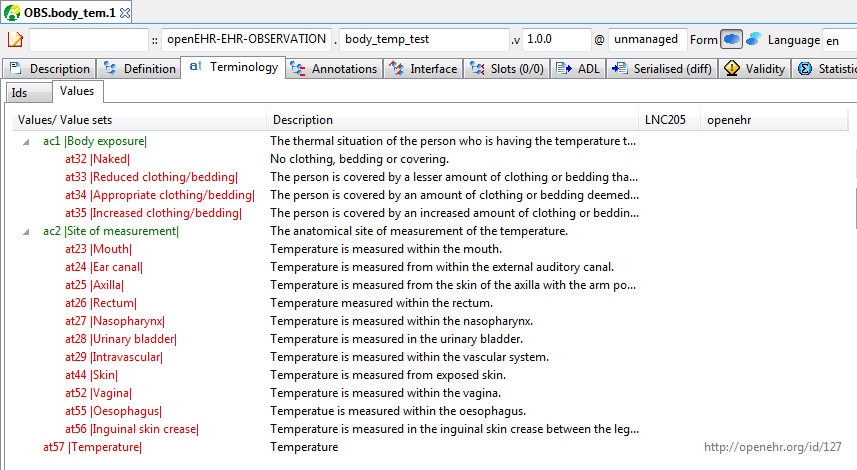 OBS.body_tem.1
:: openEHR-EHR-OBSERVATION . body_temp_test .v 1.0.0 @ unmanaged Form Language en
Description Definition Terminology Annotations Interface Slots (0/0) ADL Serialised (diff) Validity Statistic
Ids Values
Values/ Value sets Description LNC205 openehr
ac1 |Body exposure| The thermal situation of the person who is having the temperature t...
at32 |Naked| No clothing, bedding or covering.
at33 |Reduced clothing/bedding| The person is covered by a lesser amount of clothing or bedding tha...
at34 |Appropriate clothing/bedding| The person is covered by an amount of clothing or bedding deemed...
at35 |Increased clothing/bedding| The person is covered by an increased amount of clothing or beddin...
ac2 |Site of measurement| The anatomical site of measurement of the temperature.
at23 |Mouth| Temperature is measured within the mouth.
at24 |Ear canal| Temperature is measured from within the external auditory canal.
at25 |Axilla| Temperature is measured from the skin of the axilla with the arm po...
at26 |Rectum| Temperature measured within the rectum.
at27 |Nasopharynx| Temperature is measured within the nasopharynx.
at28 |Urinary bladder| Temperature is measured in the urinary bladder.
at29 |Intravascular| Temperature is measured within the vascular system.
at44 |Skin| Temperature is measured from exposed skin.
at52 |Vagina| Temperature is measured within the vagina.
at55 |Oesophagus| Temperatue is measured within the oesophagus.
at56 |Inguinal skin crease| Temperature is measured in the inguinal skin crease between the leg...
at57 |Temperature| Temperature http://openehr.org/id/127